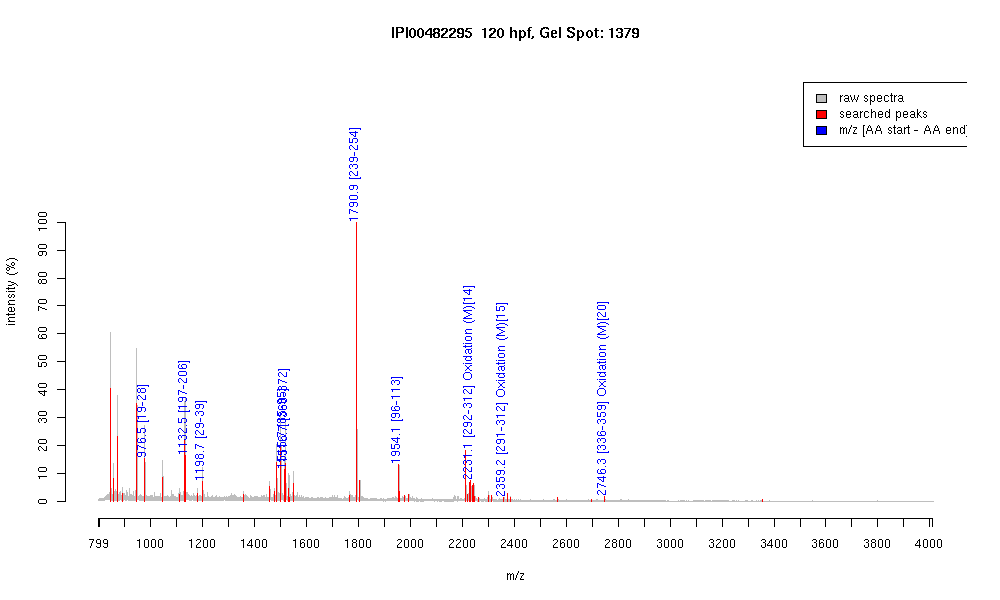 IPI00482295 120 hpf, Gel Spot: 1379
raw spectra
searched peaks
m/z [AA start - AA end]
intensity (%)
100
90
80
70
60
50
40
30
20
10
0
976.5 [19-28]
1132.5 [197-206]
1198.7 [29-39]
1790.9 [239-254]
1954.1 [96-113]
2231.1 [292-312] Oxidation (M)[14]
2359.2 [291-312] Oxidation (M)[15]
2746.3 [336-359] Oxidation (M)[20]
799 1000 1200 1400 1600 1800 2000 2200 2400 2600 2800 3000 3200 3400 3600 3800 4000
m/z